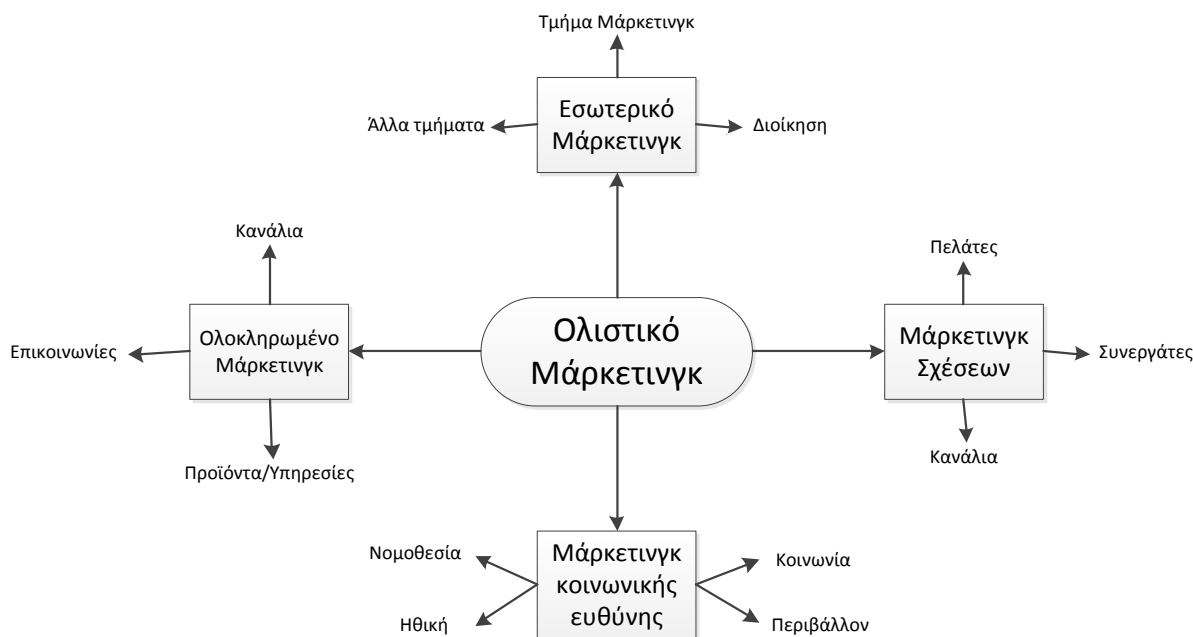 Τμήμα Μάρκετινγκ
Εσωτερικό
Μάρκετινγκ
Άλλα τμήματα
Διοίκηση
Κανάλια
Ολοκληρωμένο
Μάρκετινγκ
Επικοινωνίες
Προϊόντα/Υπηρεσίες
Ολιστικό
Μάρκετινγκ
Πελάτες
Μάρκετινγκ
Σχέσεων
Συνεργάτες
Κανάλια
Μάρκετινγκ
κοινωνικής
ευθύνης
Νομοθεσία
Ηθική
Κοινωνία
Περιβάλλον